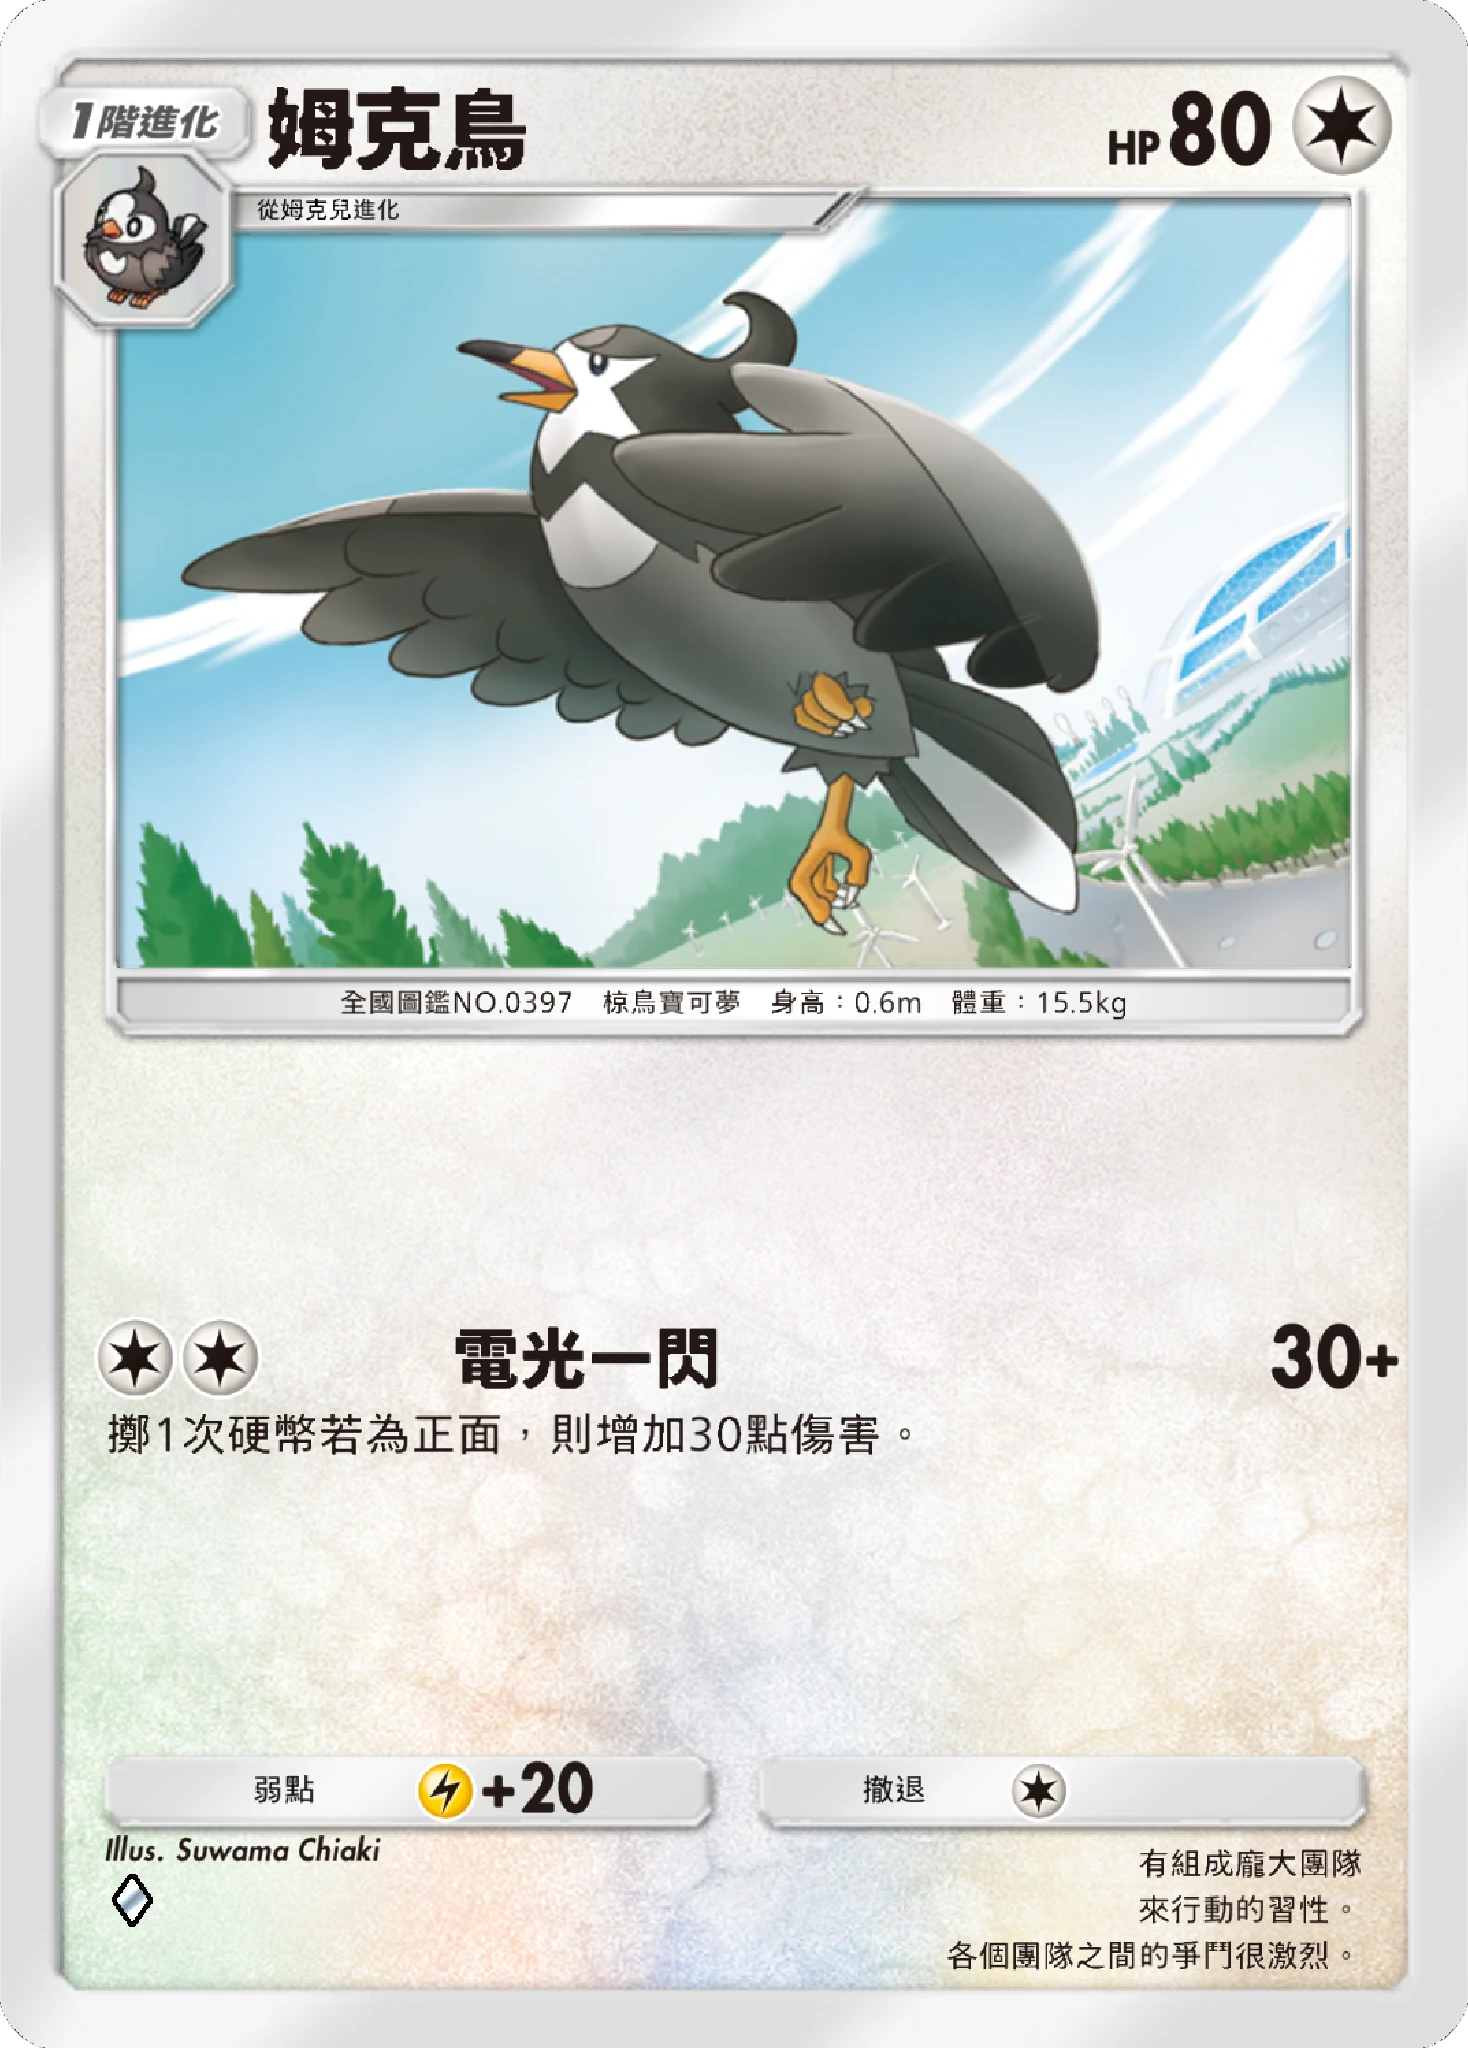 1階進化
姆克鳥
HP 80
從姆克兒進化
全國圖鑑NO.0397　椋鳥寶可夢　身高：0.6m　體重：15.5kg
電光一閃 30+
擲1次硬幣若為正面，則增加30點傷害。
弱點 +20
撤退
Illus. Suwama Chiaki
有組成龐大團隊
來行動的習性。
各個團隊之間的爭鬥很激烈。